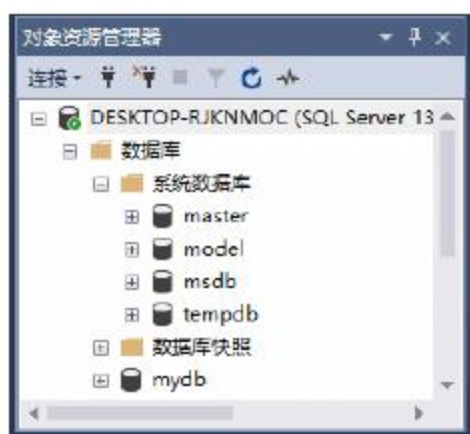 对象资源管理器
连接
DESKTOP-RJKNMOC (SQL Server 13
数据库
系统数据库
master
model
msdb
tempdb
数据库快照
mydb